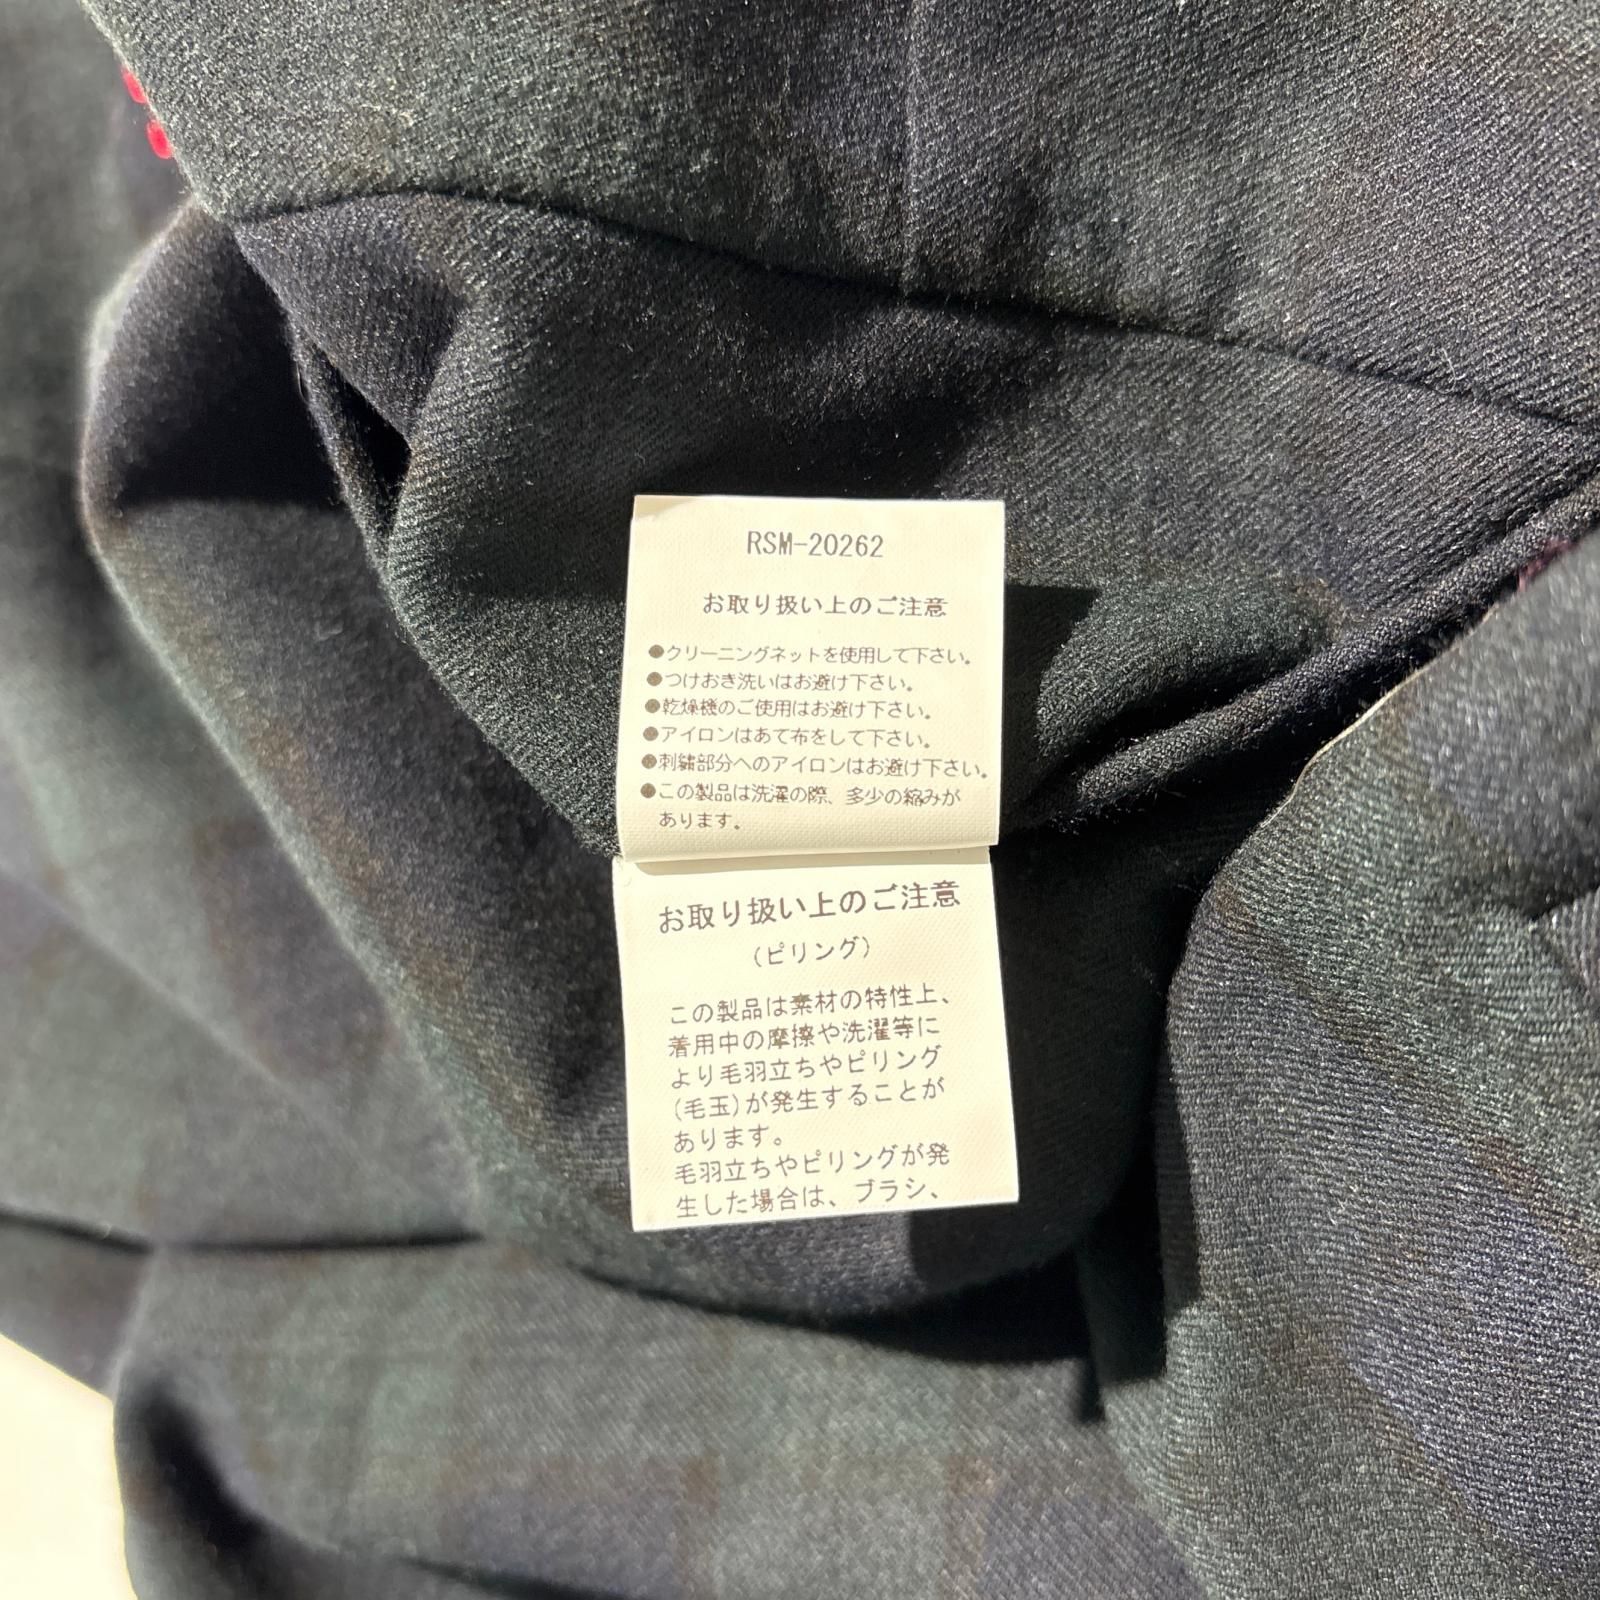 RSM-20262
お取り扱い上のご注意
●クリーニングネットを使用して下さい。
●つけおき洗いはお避け下さい。
●乾燥機のご使用はお避け下さい。
●アイロンはあて布をして下さい。
●刺繍部分へのアイロンはお避け下さい。
●この製品は洗濯の際、多少の縮みが
あります。
お取り扱い上のご注意
（ピリング）
この製品は素材の特性上、
着用中の摩擦や洗濯等に
より毛羽立ちやピリング
(毛玉)が発生することが
あります。
毛羽立ちやピリングが発
生した場合は、ブラシ、